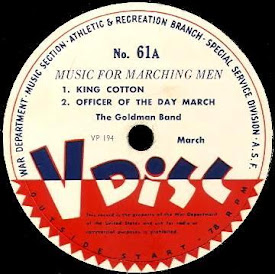 WAR DEPARTMENT · MUSIC SECTION · ATHLETIC & RECREATION BRANCH · SPECIAL SERVICE DIVISION · A.S.F.
No. 61A
MUSIC FOR MARCHING MEN
1. KING COTTON
2. OFFICER OF THE DAY MARCH
The Goldman Band
VP 194 March
V DISC
This record is the property of the War Department
of the United States and use for radio or
commercial purposes is prohibited.
OUTSIDE START · 78 RPM